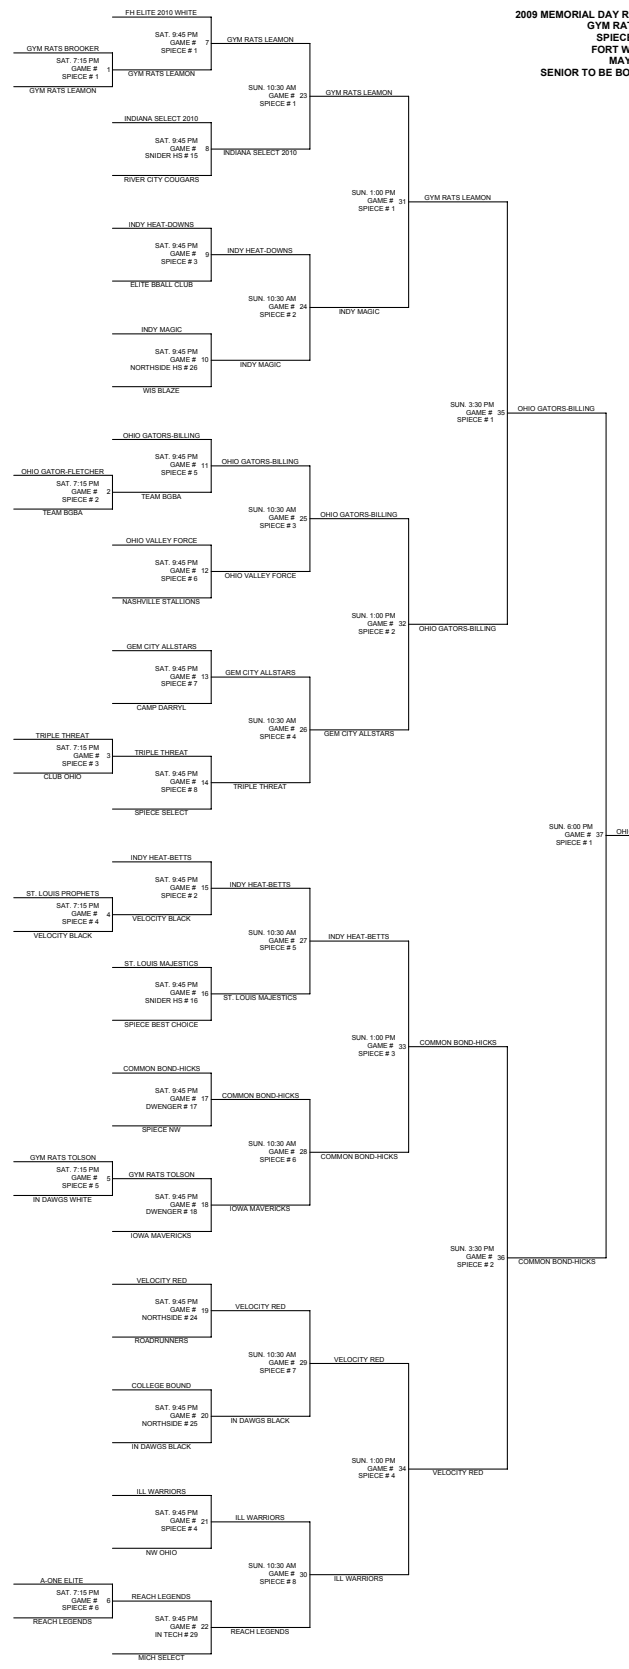 2009 MEMORIAL DAY R
GYM RA
SPIEC
FORT W
MAY
SENIOR TO BE BO
FH ELITE 2010 WHITE
SAT. 9:45 PM
GAME # 7
SPIECE # 1
GYM RATS LEAMON
GYM RATS BROOKER
SAT. 7:15 PM
GAME # 1
SPIECE # 1
GYM RATS LEAMON
GYM RATS LEAMON
SUN. 10:30 AM
GAME # 23
SPIECE # 1
GYM RATS LEAMON
INDIANA SELECT 2010
SAT. 9:45 PM
GAME # 8
SNIDER HS # 15
INDIANA SELECT 2010
RIVER CITY COUGARS
SUN. 1:00 PM
GAME # 31
SPIECE # 1
GYM RATS LEAMON
INDY HEAT-DOWNS
SAT. 9:45 PM
GAME # 9
SPIECE # 3
INDY HEAT-DOWNS
ELITE BBALL CLUB
SUN. 10:30 AM
GAME # 24
SPIECE # 2
INDY MAGIC
INDY MAGIC
SAT. 9:45 PM
GAME # 10
NORTHSIDE HS # 26
INDY MAGIC
WIS BLAZE
SUN. 3:30 PM
GAME # 35
SPIECE # 1
OHIO GATORS-BILLING
OHIO GATORS-BILLING
SAT. 9:45 PM
GAME # 11
SPIECE # 5
OHIO GATORS-BILLING
OHIO GATOR-FLETCHER
SAT. 7:15 PM
GAME # 2
SPIECE # 2
TEAM BGBA
TEAM BGBA
SUN. 10:30 AM
GAME # 25
SPIECE # 3
OHIO GATORS-BILLING
OHIO VALLEY FORCE
SAT. 9:45 PM
GAME # 12
SPIECE # 6
OHIO VALLEY FORCE
NASHVILLE STALLIONS
SUN. 1:00 PM
GAME # 32
SPIECE # 2
OHIO GATORS-BILLING
GEM CITY ALLSTARS
SAT. 9:45 PM
GAME # 13
SPIECE # 7
GEM CITY ALLSTARS
CAMP DARRYL
SUN. 10:30 AM
GAME # 26
SPIECE # 4
GEM CITY ALLSTARS
TRIPLE THREAT
SAT. 7:15 PM
GAME # 3
SPIECE # 3
CLUB OHIO
TRIPLE THREAT
SAT. 9:45 PM
GAME # 14
SPIECE # 8
TRIPLE THREAT
SPIECE SELECT
SUN. 6:00 PM
GAME # 37
SPIECE # 1
OHI
INDY HEAT-BETTS
SAT. 9:45 PM
GAME # 15
SPIECE # 2
INDY HEAT-BETTS
ST. LOUIS PROPHETS
SAT. 7:15 PM
GAME # 4
SPIECE # 4
VELOCITY BLACK
VELOCITY BLACK
SUN. 10:30 AM
GAME # 27
SPIECE # 5
INDY HEAT-BETTS
ST. LOUIS MAJESTICS
SAT. 9:45 PM
GAME # 16
SNIDER HS # 16
ST. LOUIS MAJESTICS
SPIECE BEST CHOICE
SUN. 1:00 PM
GAME # 33
SPIECE # 3
COMMON BOND-HICKS
COMMON BOND-HICKS
SAT. 9:45 PM
GAME # 17
DWENGER # 17
COMMON BOND-HICKS
SPIECE NW
SUN. 10:30 AM
GAME # 28
SPIECE # 6
COMMON BOND-HICKS
GYM RATS TOLSON
SAT. 7:15 PM
GAME # 5
SPIECE # 5
IN DAWGS WHITE
GYM RATS TOLSON
SAT. 9:45 PM
GAME # 18
DWENGER # 18
IOWA MAVERICKS
IOWA MAVERICKS
SUN. 3:30 PM
GAME # 36
SPIECE # 2
COMMON BOND-HICKS
VELOCITY RED
SAT. 9:45 PM
GAME # 19
NORTHSIDE # 24
VELOCITY RED
ROADRUNNERS
SUN. 10:30 AM
GAME # 29
SPIECE # 7
VELOCITY RED
COLLEGE BOUND
SAT. 9:45 PM
GAME # 20
NORTHSIDE # 25
IN DAWGS BLACK
IN DAWGS BLACK
SUN. 1:00 PM
GAME # 34
SPIECE # 4
VELOCITY RED
ILL WARRIORS
SAT. 9:45 PM
GAME # 21
SPIECE # 4
ILL WARRIORS
NW OHIO
SUN. 10:30 AM
GAME # 30
SPIECE # 8
ILL WARRIORS
A-ONE ELITE
SAT. 7:15 PM
GAME # 6
SPIECE # 6
REACH LEGENDS
REACH LEGENDS
SAT. 9:45 PM
GAME # 22
IN TECH # 29
REACH LEGENDS
MICH SELECT